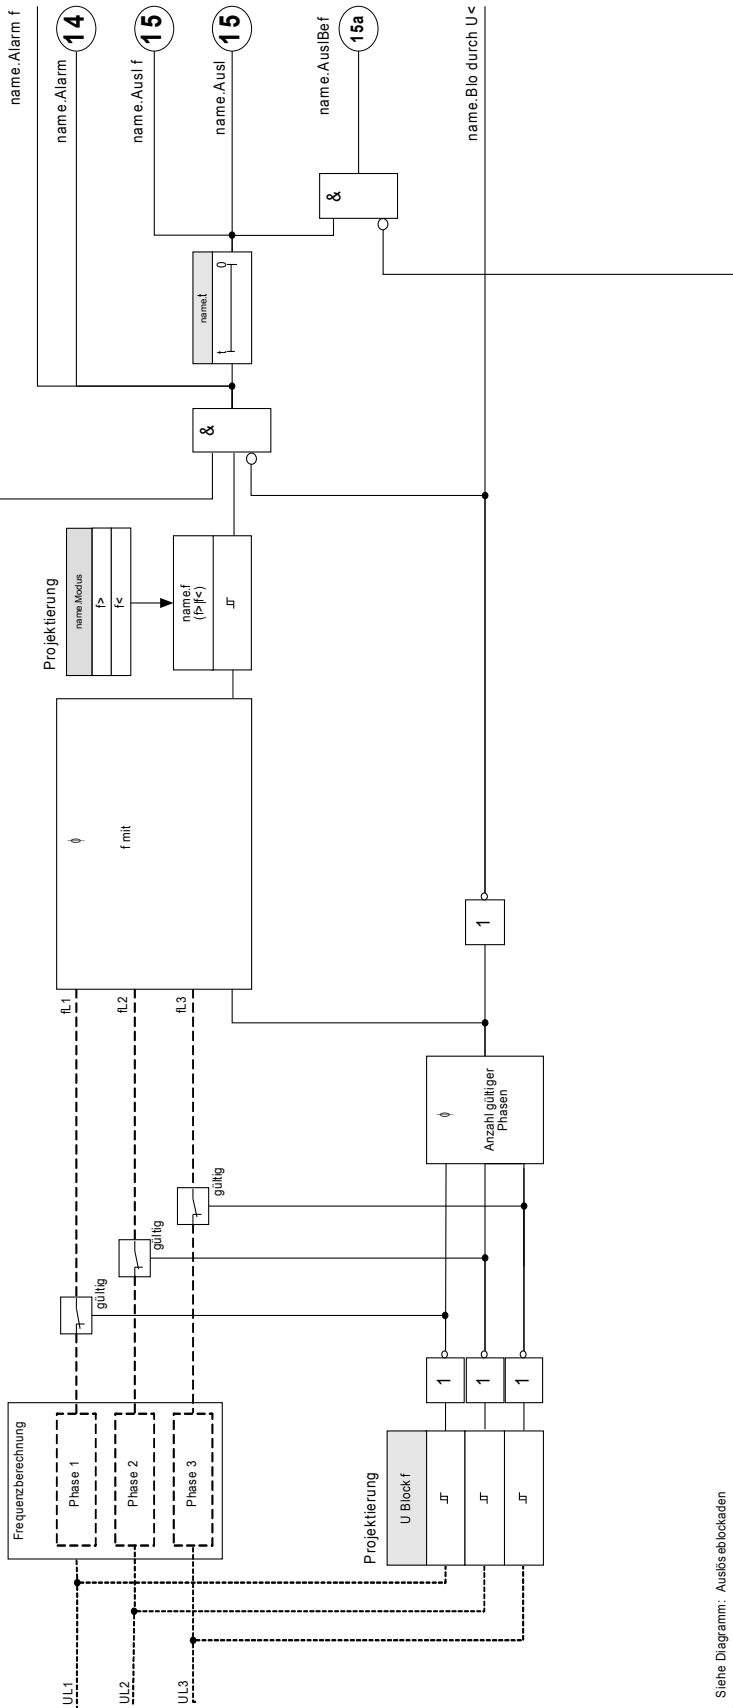 name.Alarm f
name.Alarm
14
name.Ausl f
15
name.Ausl
15
name.AuslBef
15a
name.Blo durch U<
&
name.t
t
0
&
Projektierung
name.Modus
f>
f<
name.f
(f>|f<)
ϕ
f mit
fL1
fL2
fL3
1
ϕ
Anzahl gültiger
Phasen
gültig
gültig
gültig
Frequenzberechnung
Phase 1
Phase 2
Phase 3
1
1
1
Projektierung
U Block f
UL1
UL2
UL3
Siehe Diagramm: Auslöseblockaden